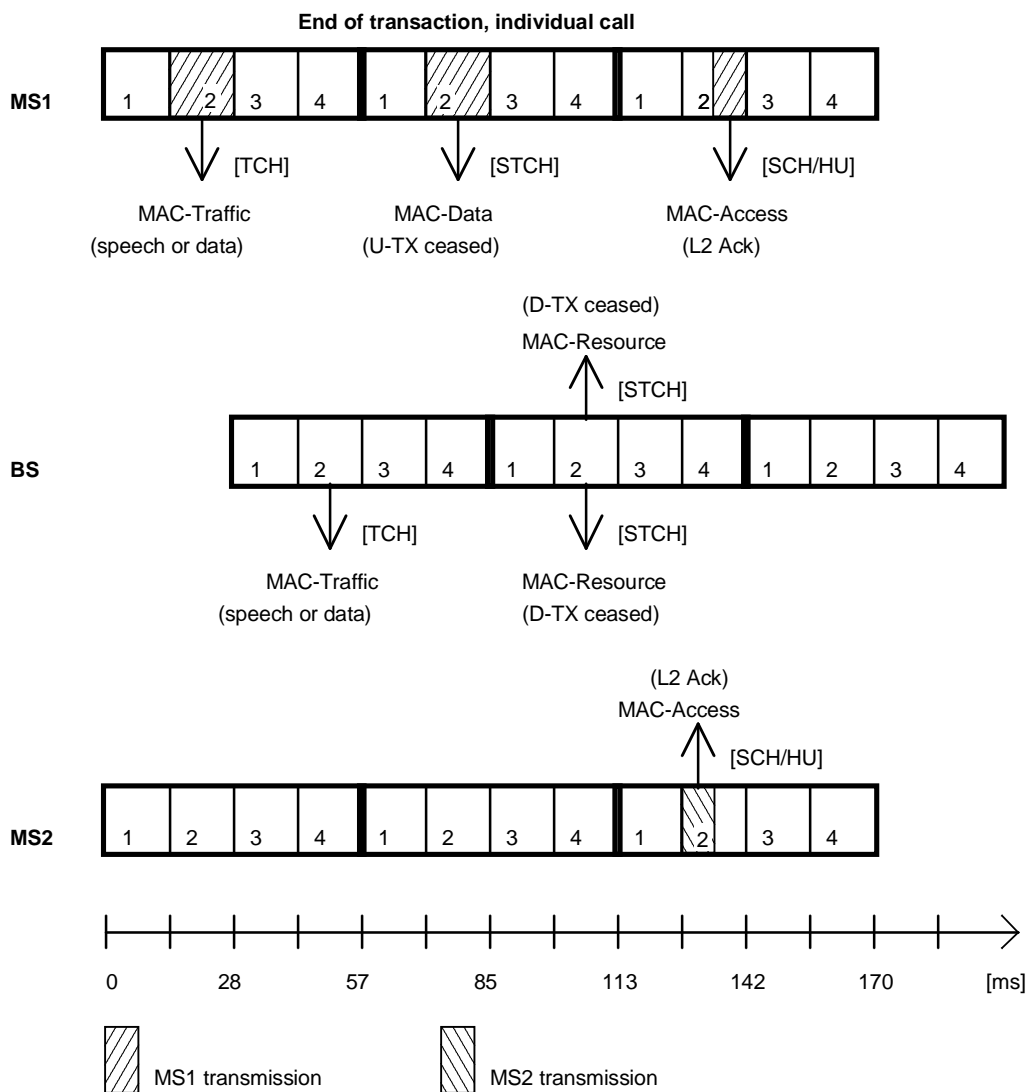 End of transaction, individual call
MS1
1 2 3 4 1 2 3 4 1 2 3 4
[TCH] [STCH] [SCH/HU]
MAC-Traffic MAC-Data MAC-Access
(speech or data) (U-TX ceased) (L2 Ack)
(D-TX ceased)
MAC-Resource
[STCH]
BS
1 2 3 4 1 2 3 4 1 2 3 4
[TCH] [STCH]
MAC-Traffic MAC-Resource
(speech or data) (D-TX ceased)
(L2 Ack)
MAC-Access
[SCH/HU]
MS2
1 2 3 4 1 2 3 4 1 2 3 4
0 28 57 85 113 142 170 [ms]
MS1 transmission MS2 transmission